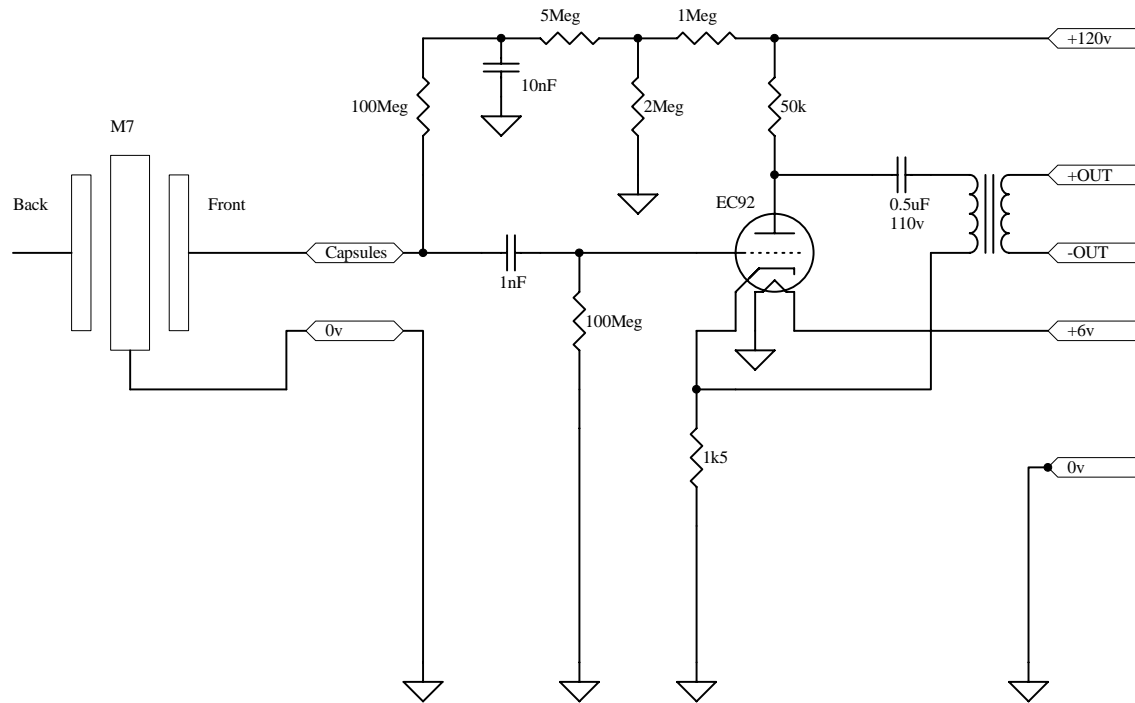 5Meg
1Meg
+120v
10nF
100Meg
2Meg
50k
M7
+OUT
Back
Front
EC92
0.5uF
110v
Capsules
-OUT
1nF
100Meg
0v
+6v
1k5
0v